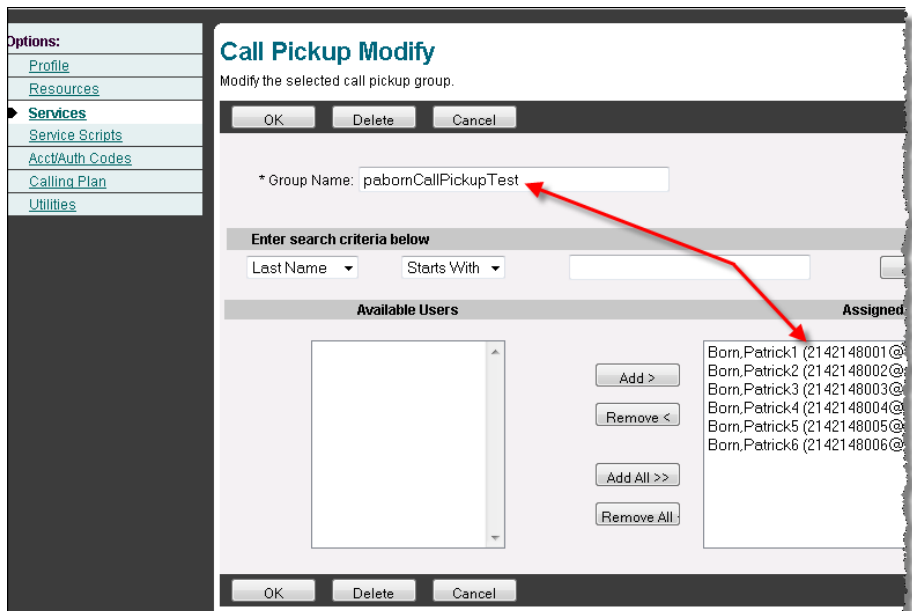 Options:
Profile
Resources
Services
Service Scripts
Acct/Auth Codes
Calling Plan
Utilities
Call Pickup Modify
Modify the selected call pickup group.
OK Delete Cancel
* Group Name: pabornCallPickupTest
Enter search criteria below
Last Name Starts With
Available Users Assigned
Add >
Remove <
Add All >>
Remove All
Born,Patrick1 (2142148001@
Born,Patrick2 (2142148002@
Born,Patrick3 (2142148003@
Born,Patrick4 (2142148004@
Born,Patrick5 (2142148005@
Born,Patrick6 (2142148006@
OK Delete Cancel